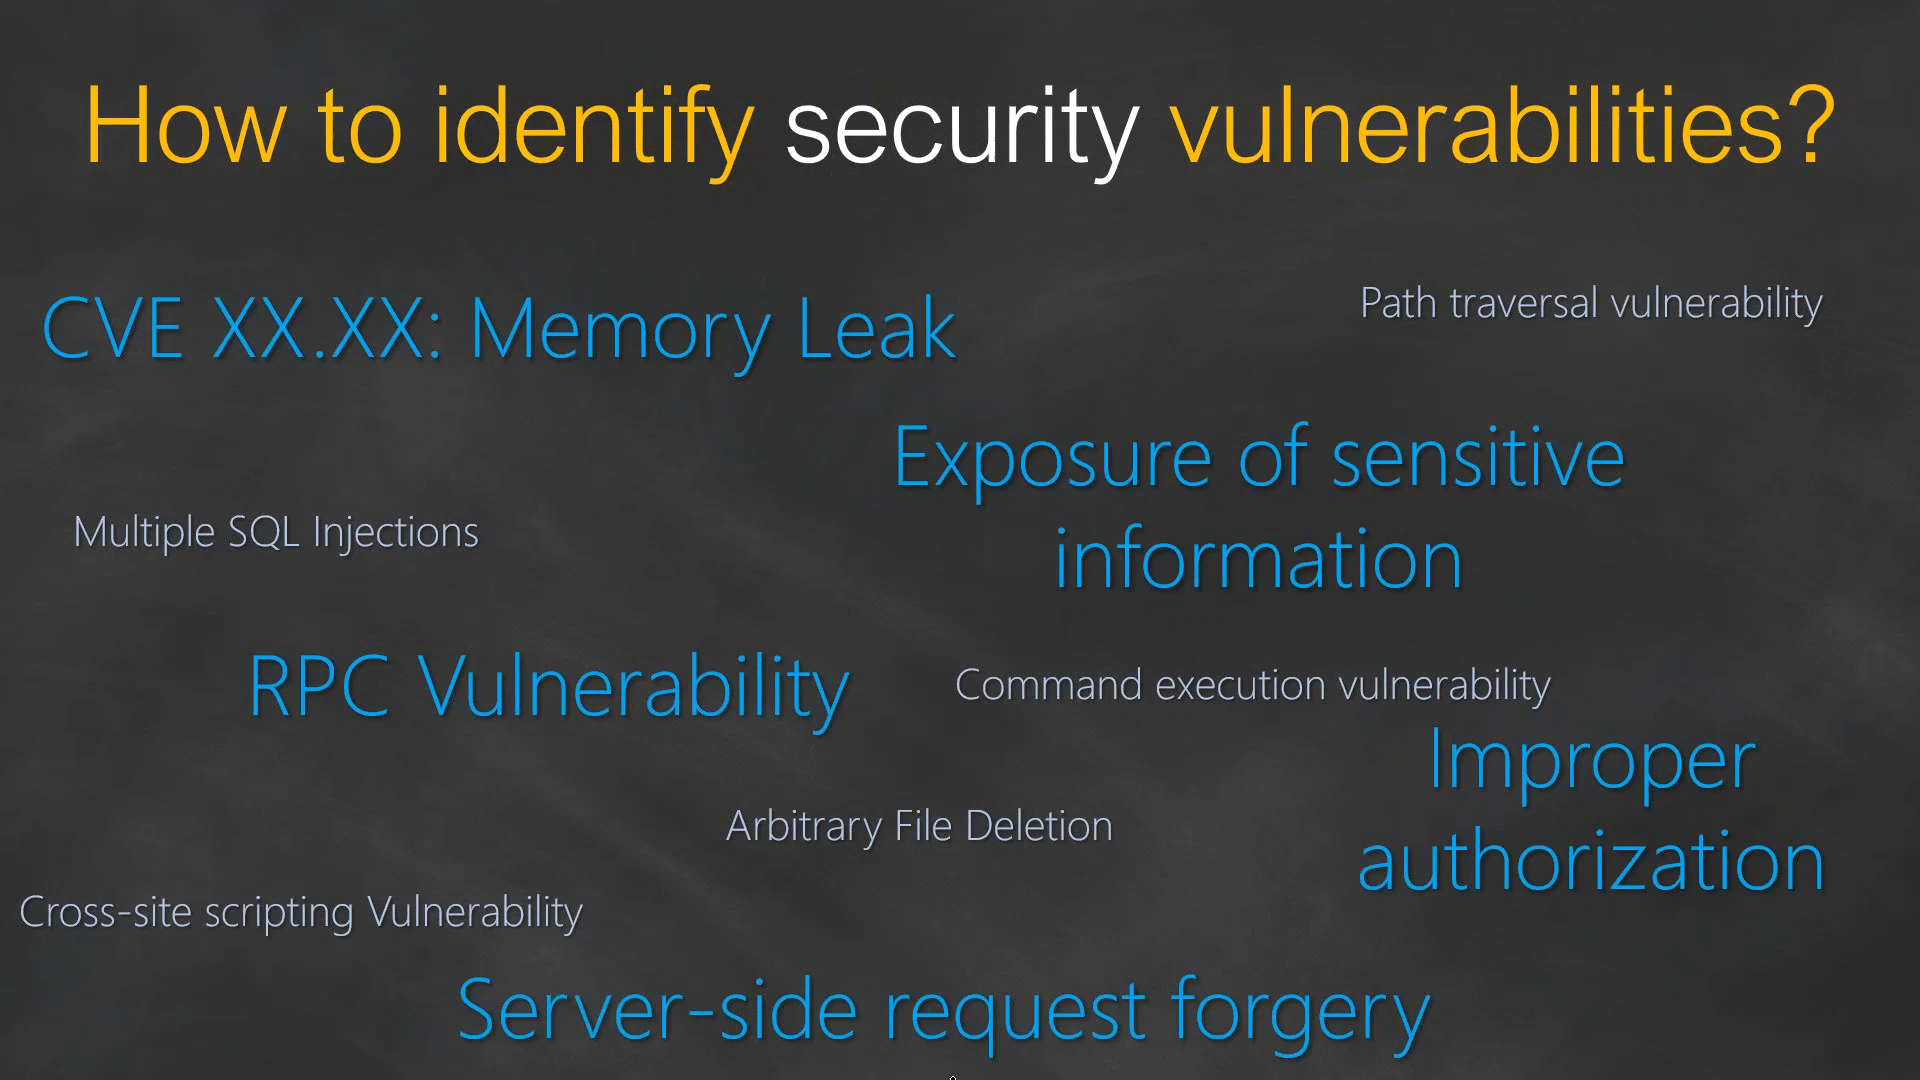 How to identify security vulnerabilities?
CVE XX.XX: Memory Leak
Path traversal vulnerability
Exposure of sensitive
information
Multiple SQL Injections
RPC Vulnerability
Command execution vulnerability
Improper
authorization
Arbitrary File Deletion
Cross-site scripting Vulnerability
Server-side request forgery